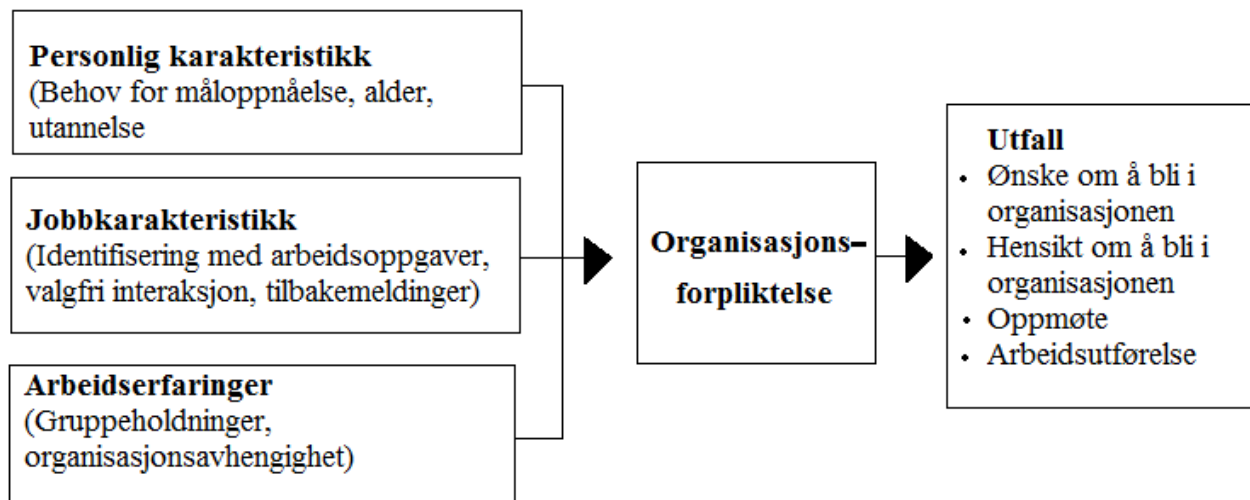 Personlig karakteristikk
(Behov for måloppnåelse, alder,
utannelse
Jobbkarakteristikk
(Identifisering med arbeidsoppgaver,
valgfri interaksjon, tilbakemeldinger)
Arbeidserfaringer
(Gruppeholdninger,
organisasjonsavhengighet)
Organisasjons–
forpliktelse
Utfall
• Ønske om å bli i
organisasjonen
• Hensikt om å bli i
organisasjonen
• Oppmøte
• Arbeidsutførelse